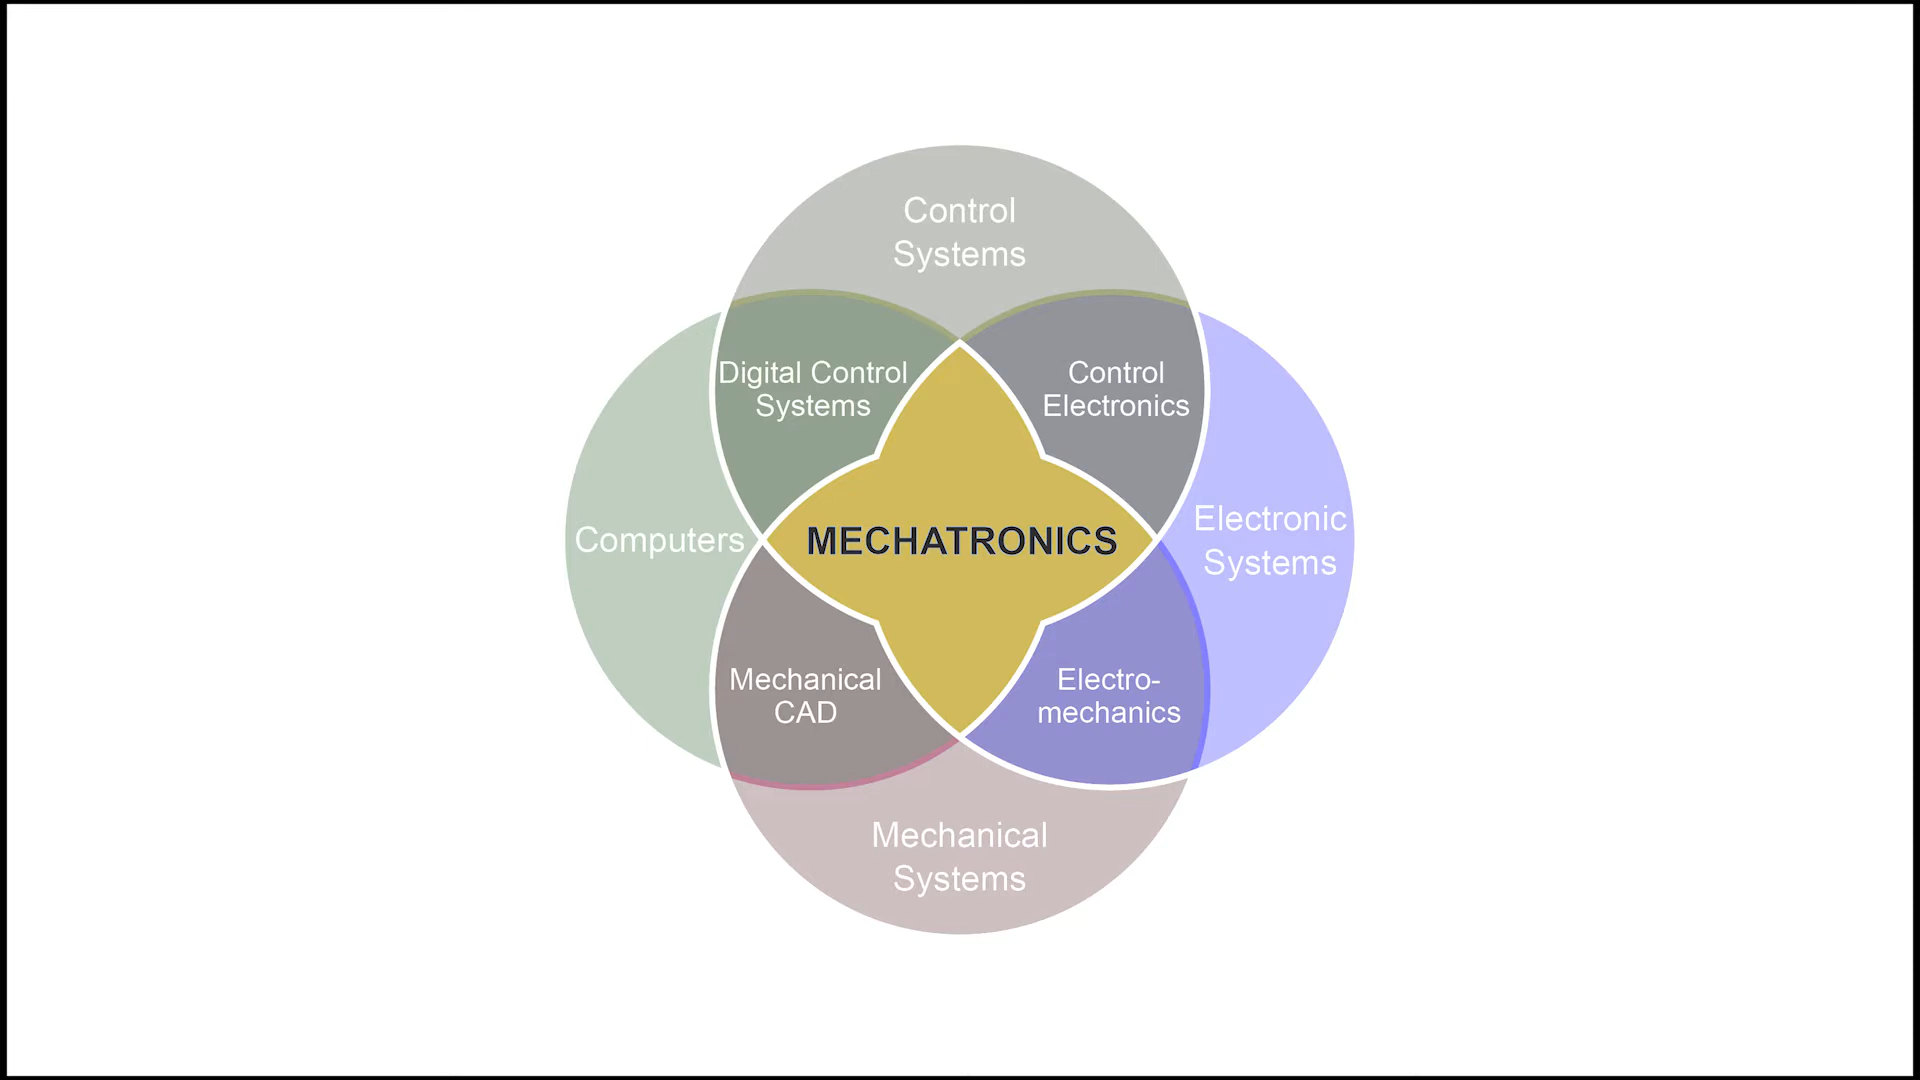 Control
Systems
Digital Control
Systems
Control
Electronics
Computers
MECHATRONICS
Electronic
Systems
Mechanical
CAD
Electro-
mechanics
Mechanical
Systems